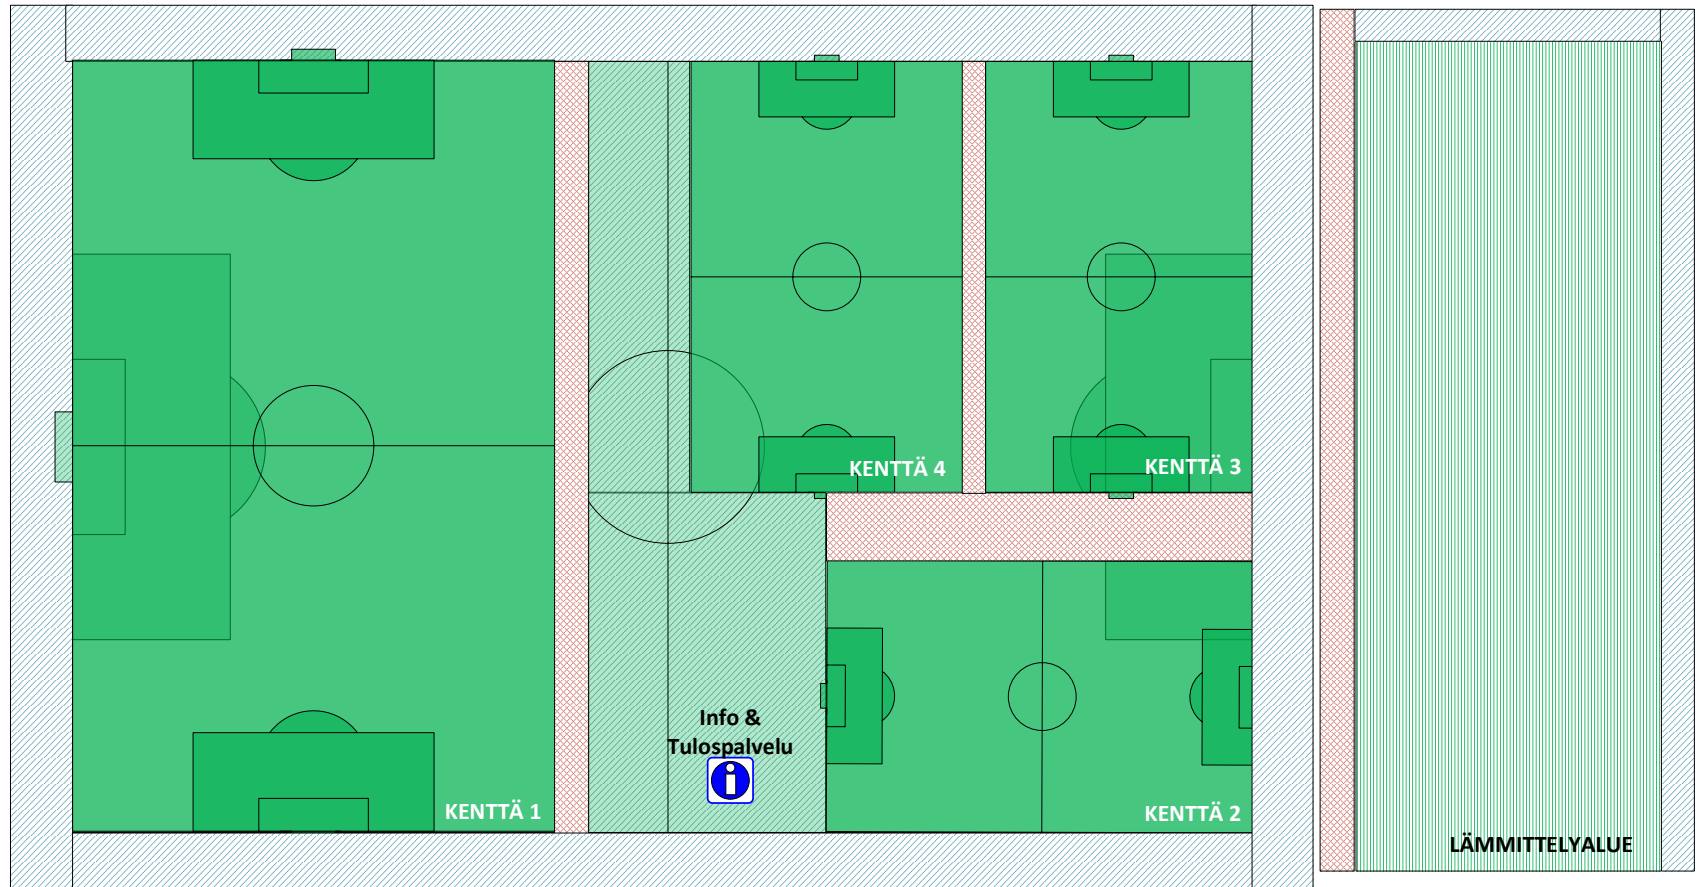 KENTTÄ 4
KENTTÄ 3
Info &
Tulospalvelu
KENTTÄ 1
KENTTÄ 2
LÄMMITTELYALUE